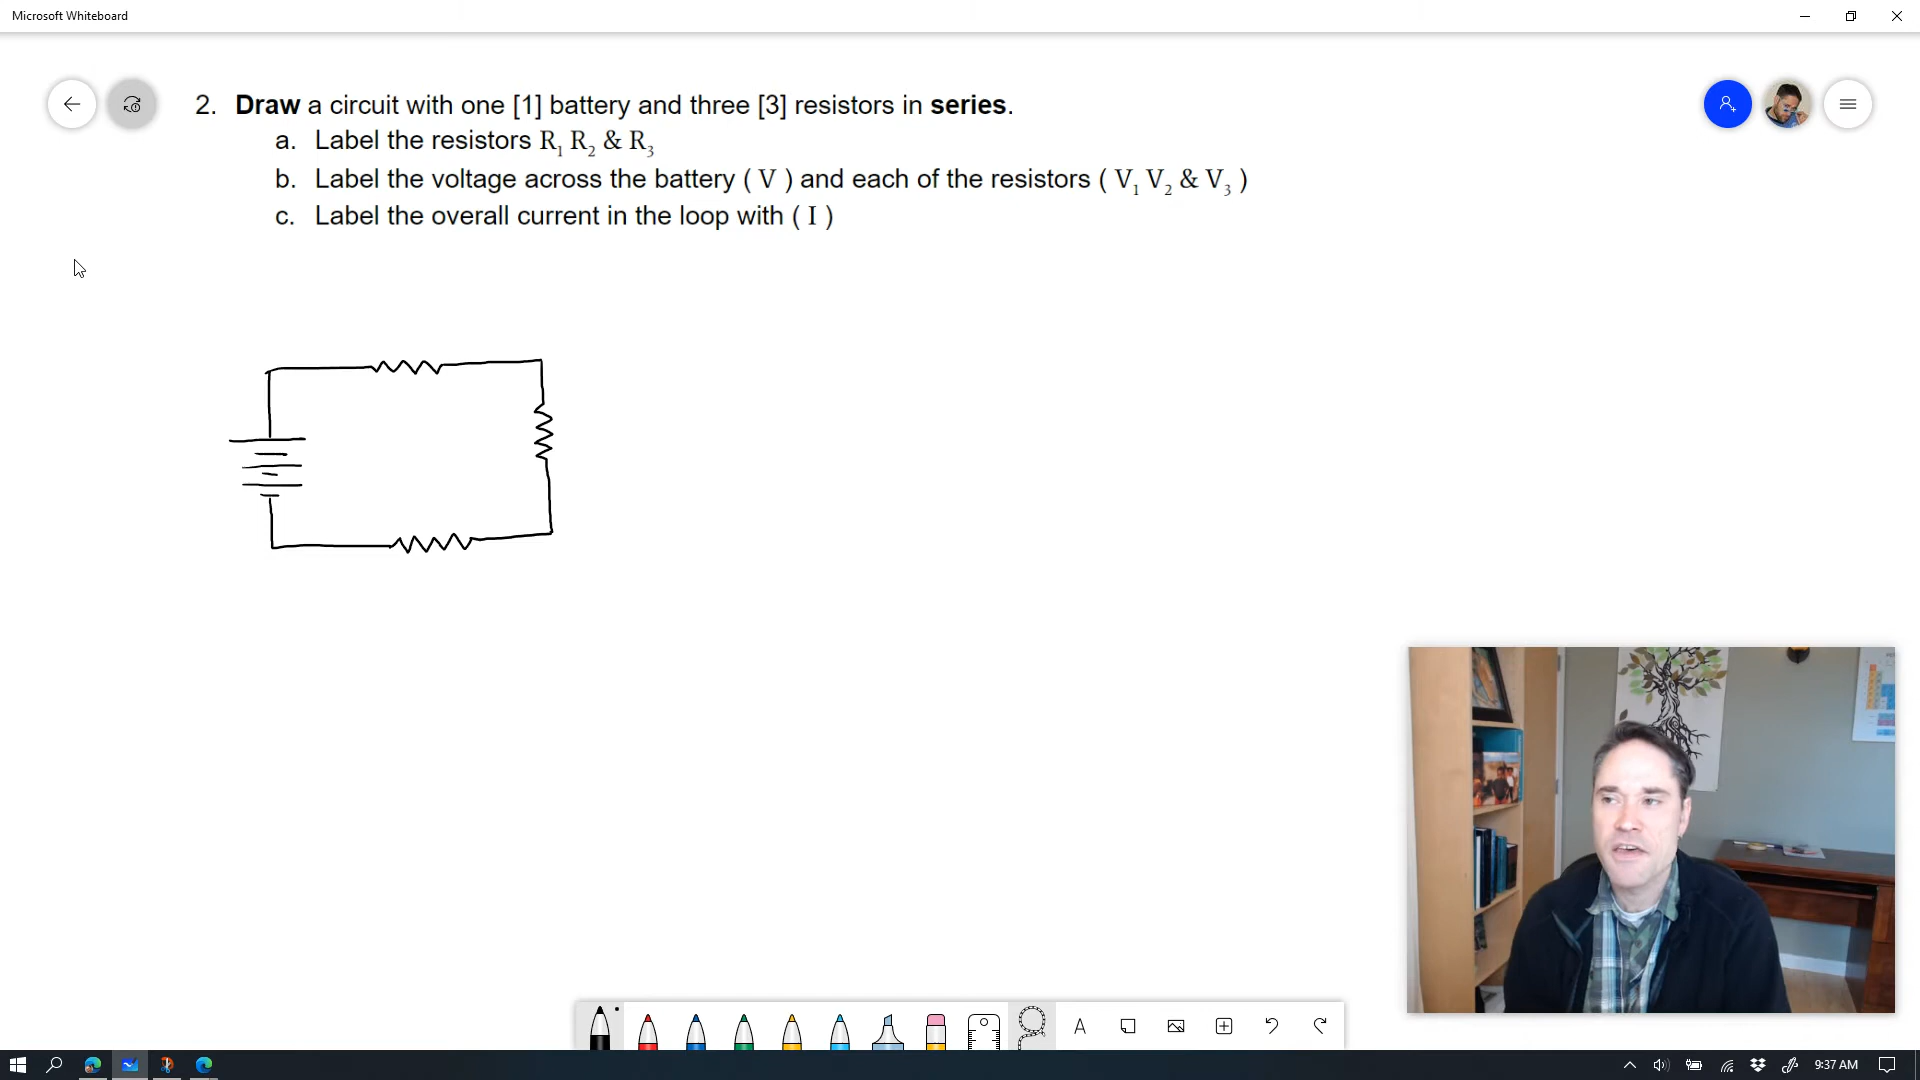 Microsoft Whiteboard
2. Draw a circuit with one [1] battery and three [3] resistors in series.
a. Label the resistors R₁ R₂ & R₃
b. Label the voltage across the battery ( V ) and each of the resistors ( V₁ V₂ & V₃ )
c. Label the overall current in the loop with ( I )
A
9:37 AM